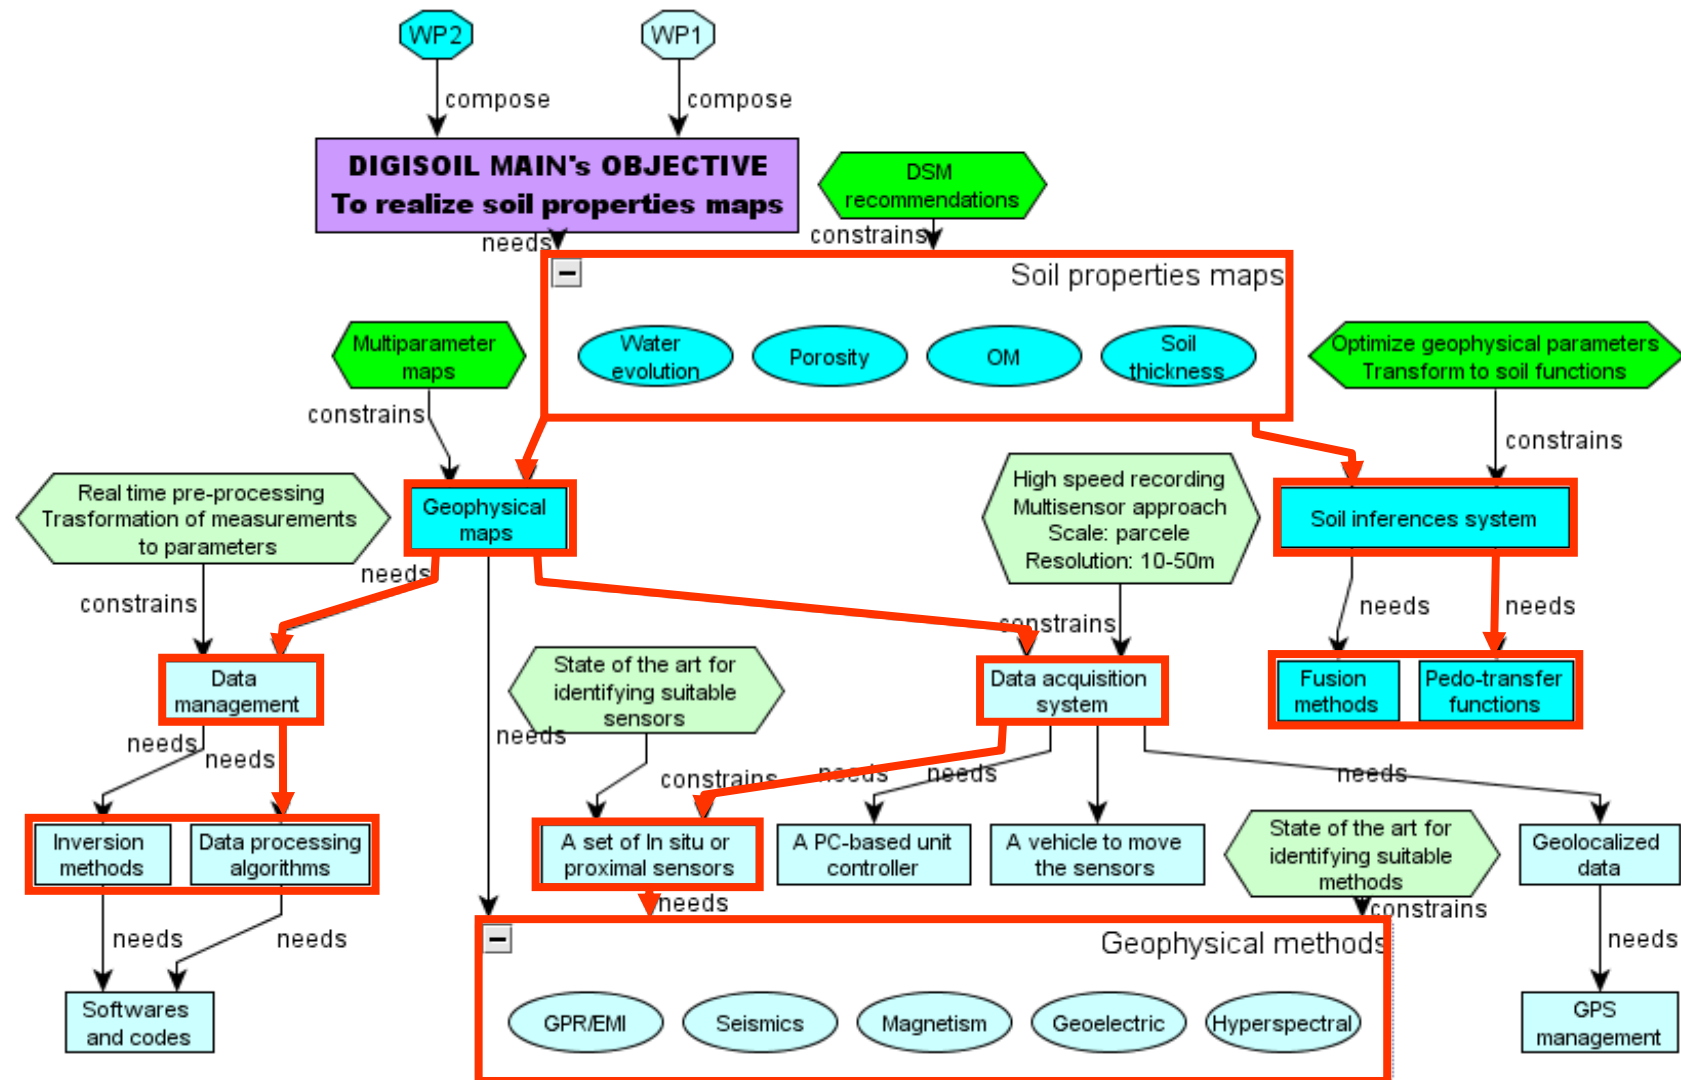 WP2
WP1
compose
compose
DIGISOIL MAIN's OBJECTIVE
To realize soil properties maps
DSM
recommendations
needs
constrains
Soil properties maps
Water
evolution
Porosity
OM
Soil
thickness
Multiparameter
maps
Optimize geophysical parameters
Transform to soil functions
constrains
constrains
Real time pre-processing
Trasformation of measurements
to parameters
Geophysical
maps
High speed recording
Multisensor approach
Scale: parcele
Resolution: 10-50m
Soil inferences system
needs
constrains
constrains
needs
needs
Data
management
State of the art for
identifying suitable
sensors
Data acquisition
system
Fusion
methods
Pedo-transfer
functions
needs
needs
needs
constrains
needs
needs
needs
Inversion
methods
Data processing
algorithms
A set of In situ or
proximal sensors
A PC-based unit
controller
A vehicle to move
the sensors
State of the art for
identifying suitable
methods
Geolocalized
data
needs
constrains
needs
needs
needs
Geophysical methods
Softwares
and codes
GPR/EMI
Seismics
Magnetism
Geoelectric
Hyperspectral
GPS
management